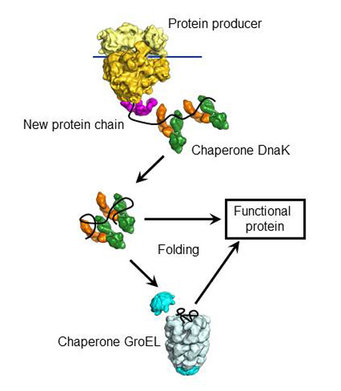 Protein producer
New protein chain
Chaperone DnaK
Functional
protein
Folding
Chaperone GroEL